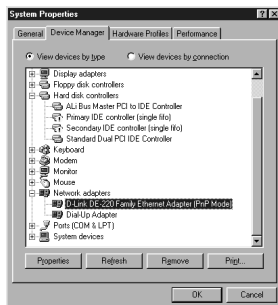 System Properties
General Device Manager Hardware Profiles Performance
View devices by type View devices by connection
Display adapters
Floppy disk controllers
Hard disk controllers
ALi Bus Master PCI to IDE Controller
Primary IDE controller (single fifo)
Secondary IDE controller (single fifo)
Standard Dual PCI IDE Controller
Keyboard
Modem
Monitor
Mouse
Network adapters
D-Link DE-220 Family Ethernet Adapter (PnP Mode)
Dial-Up Adapter
Ports (COM & LPT)
System devices
Properties Refresh Remove Print...
OK Cancel